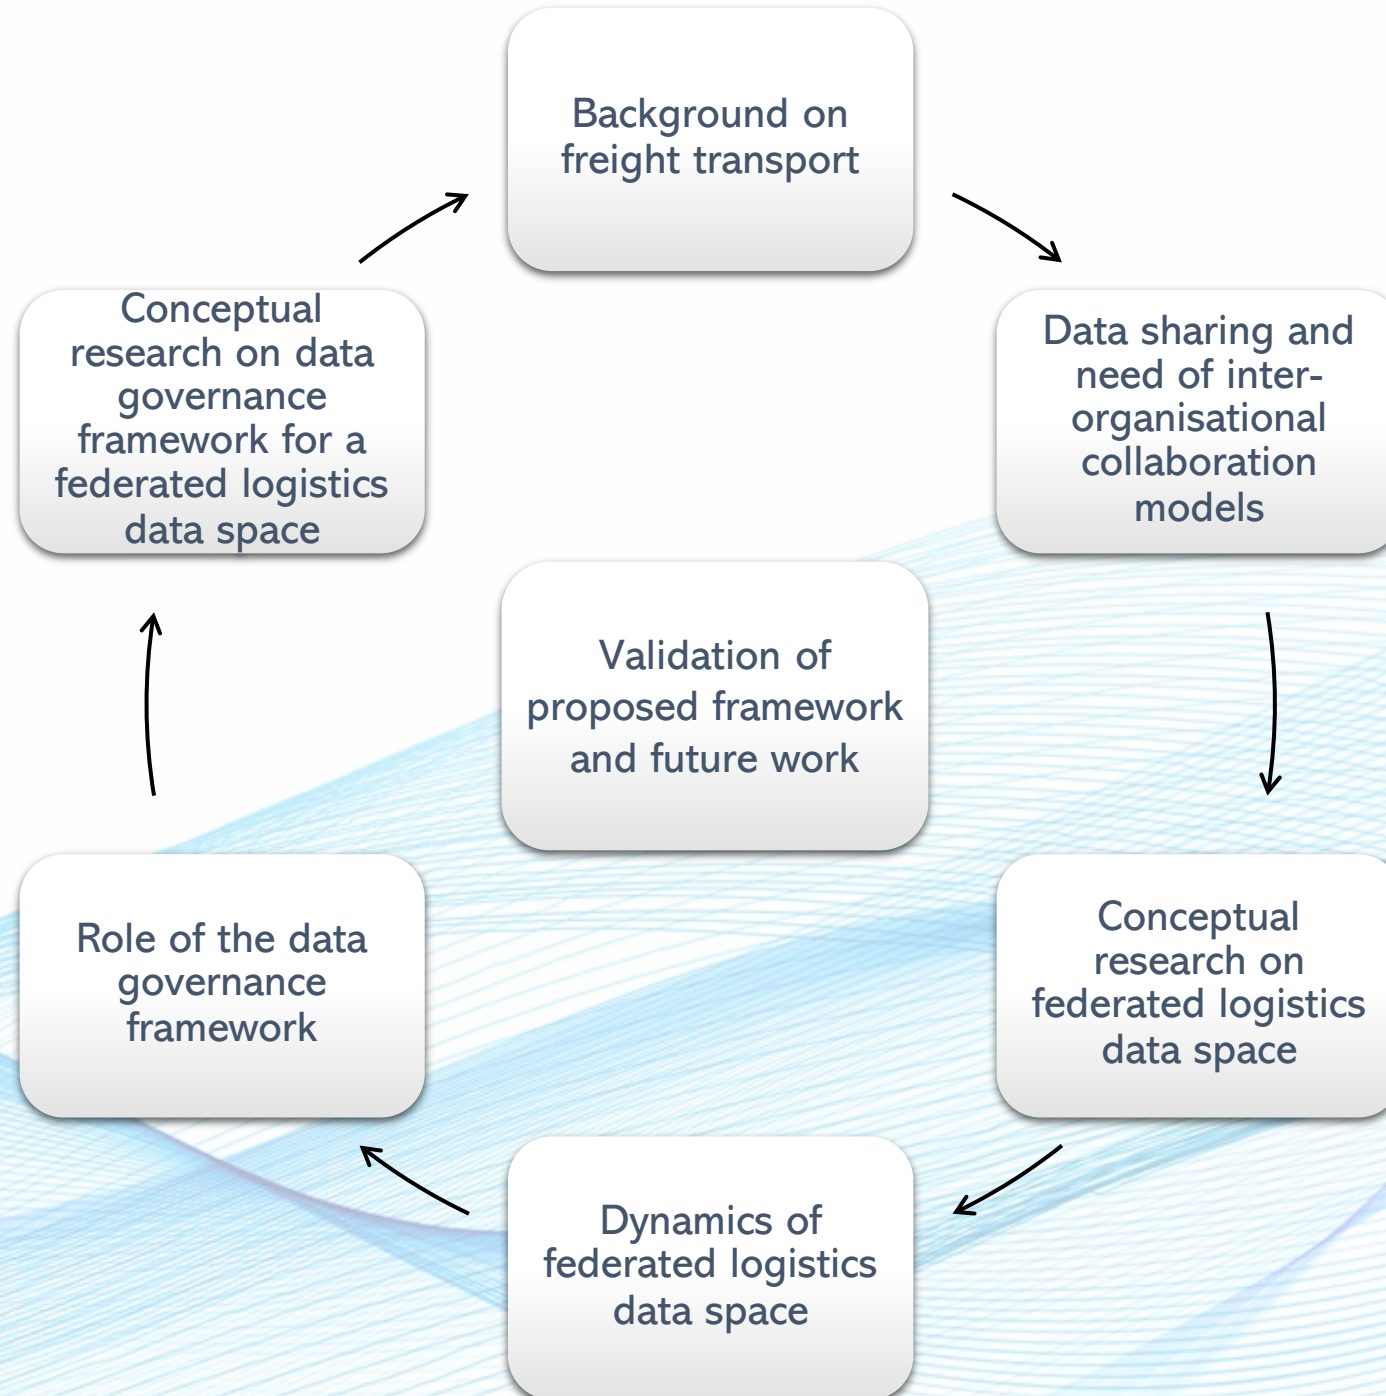 Background on
freight transport
Data sharing and
need of inter-
organisational
collaboration
models
Conceptual
research on
federated logistics
data space
Dynamics of
federated logistics
data space
Role of the data
governance
framework
Conceptual
research on data
governance
framework for a
federated logistics
data space
Validation of
proposed framework
and future work